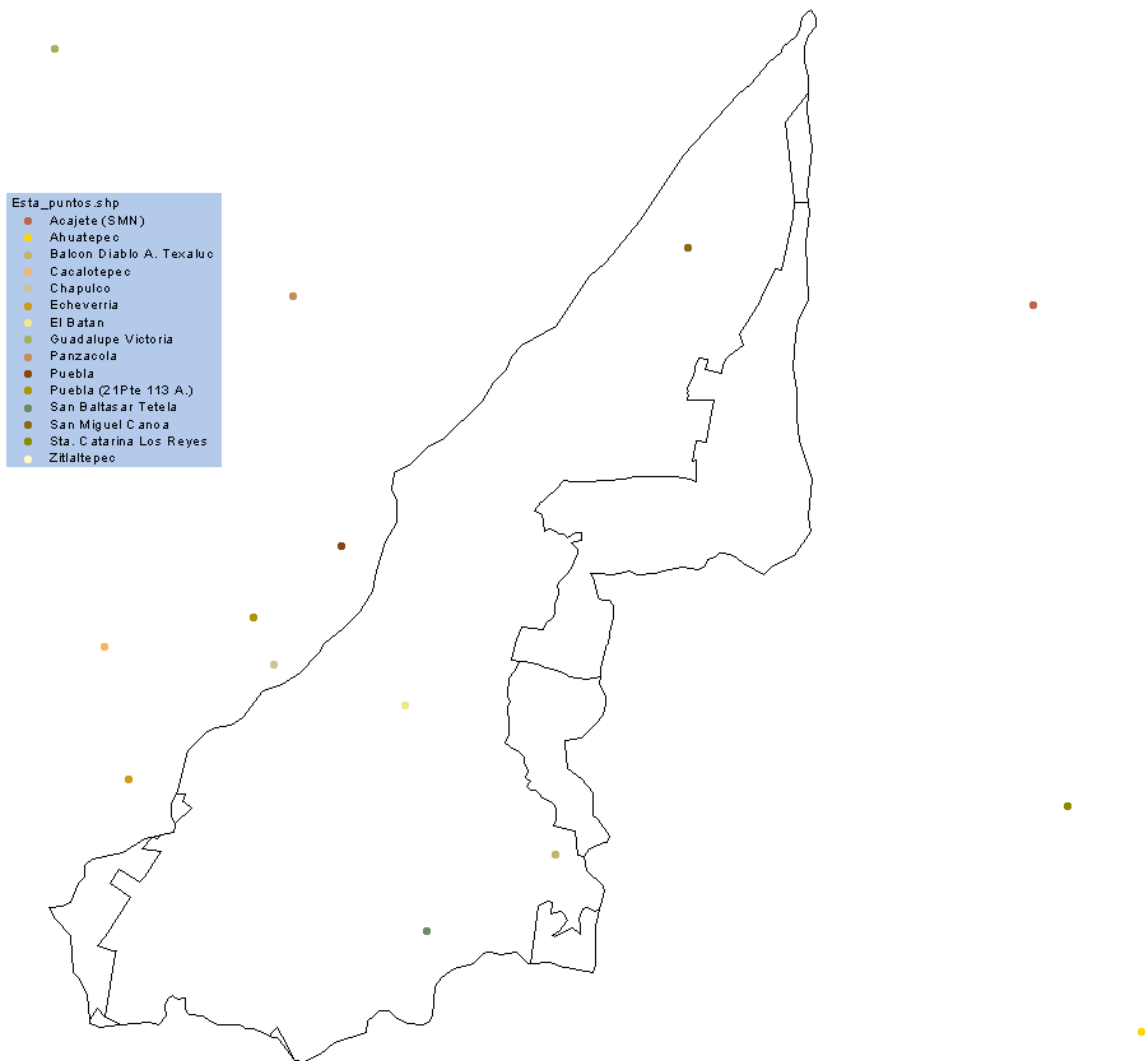 Esta_puntos.shp
Acajete (SMN)
Ahuatepec
Balcon Diablo A. Texaluc
Cacalotepec
Chapulco
Echeverria
El Batan
Guadalupe Victoria
Panzacola
Puebla
Puebla (21Pte 113 A.)
San Baltasar Tetela
San Miguel Canoa
Sta. Catarina Los Reyes
Zitlaltepec